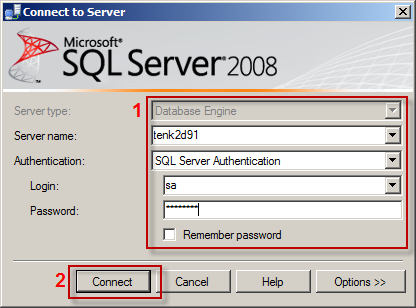 Connect to Server
Microsoft®
SQL Server® 2008
1
Server type: Database Engine
Server name: tenk2d91
Authentication: SQL Server Authentication
Login: sa
Password: ********
Remember password
2
Connect Cancel Help Options >>